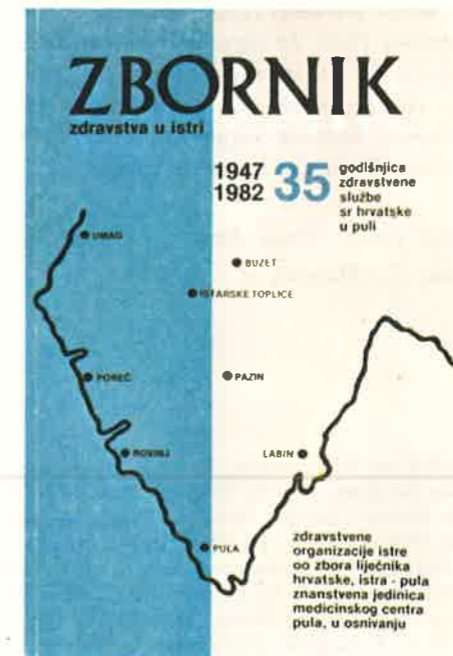 ZBORNIK
zdravstva u istri
1947
1982
35
godišnjica
zdravstvene
službe
sr hrvatske
u puli
UMAG
BUZET
ISTARSKE TOPLICE
POREČ
PAZIN
ROVINJ
LABIN
PULA
zdravstvene
organizacije istre
oo zbora liječnika
hrvatske, istra - pula
znanstvena jedinica
medicinskog centra
pula, u osnivanju